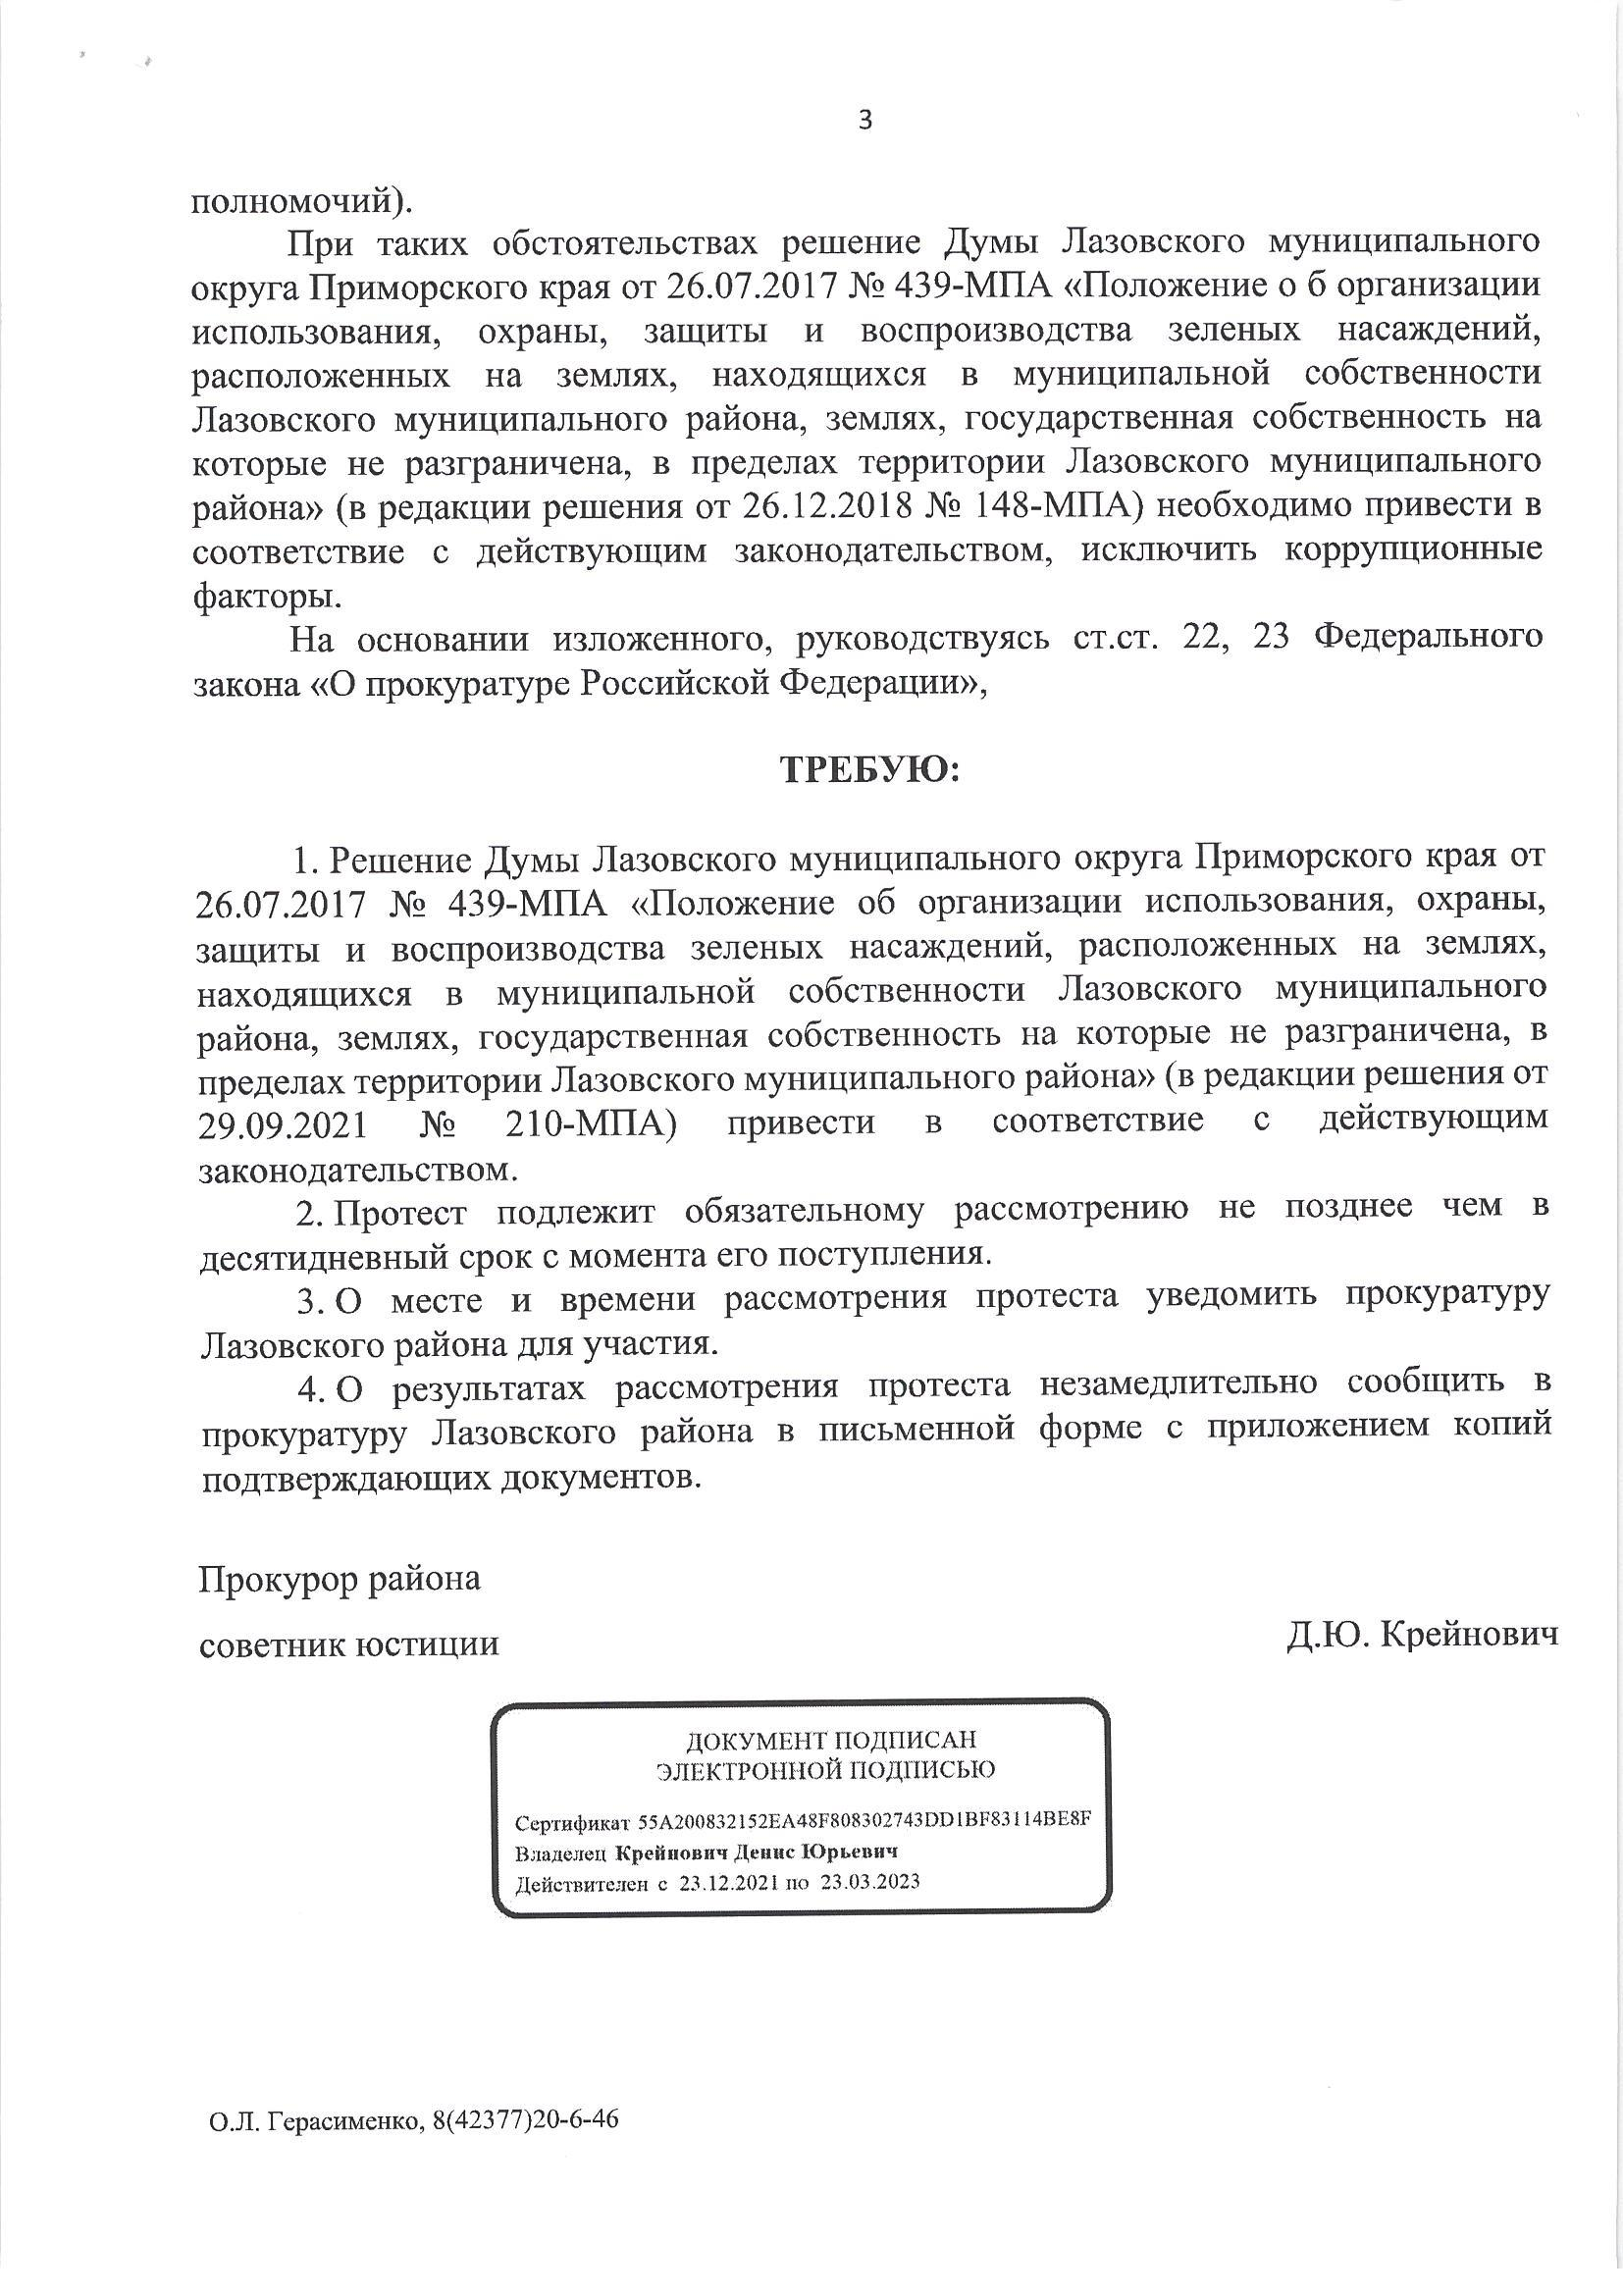 3
полномочий).
При таких обстоятельствах решение Думы Лазовского муниципального
округа Приморского края от 26.07.2017 № 439-МПА «Положение о б организации
использования, охраны, защиты и воспроизводства зеленых насаждений,
расположенных на землях, находящихся в муниципальной собственности
Лазовского муниципального района, землях, государственная собственность на
которые не разграничена, в пределах территории Лазовского муниципального
района» (в редакции решения от 26.12.2018 № 148-МПА) необходимо привести в
соответствие с действующим законодательством, исключить коррупционные
факторы.
На основании изложенного, руководствуясь ст.ст. 22, 23 Федерального
закона «О прокуратуре Российской Федерации»,
ТРЕБУЮ:
1. Решение Думы Лазовского муниципального округа Приморского края от
26.07.2017 № 439-МПА «Положение об организации использования, охраны,
защиты и воспроизводства зеленых насаждений, расположенных на землях,
находящихся в муниципальной собственности Лазовского муниципального
района, землях, государственная собственность на которые не разграничена, в
пределах территории Лазовского муниципального района» (в редакции решения от
29.09.2021 № 210-МПА) привести в соответствие с действующим
законодательством.
2. Протест подлежит обязательному рассмотрению не позднее чем в
десятидневный срок с момента его поступления.
3. О месте и времени рассмотрения протеста уведомить прокуратуру
Лазовского района для участия.
4. О результатах рассмотрения протеста незамедлительно сообщить в
прокуратуру Лазовского района в письменной форме с приложением копий
подтверждающих документов.
Прокурор района
советник юстиции Д.Ю. Крейнович
ДОКУМЕНТ ПОДПИСАН
ЭЛЕКТРОННОЙ ПОДПИСЬЮ
Сертификат 55A200832152EA48F808302743DD1BF83114BE8F
Владелец Крейнович Денис Юрьевич
Действителен с 23.12.2021 по 23.03.2023
О.Л. Герасименко, 8(42377)20-6-46